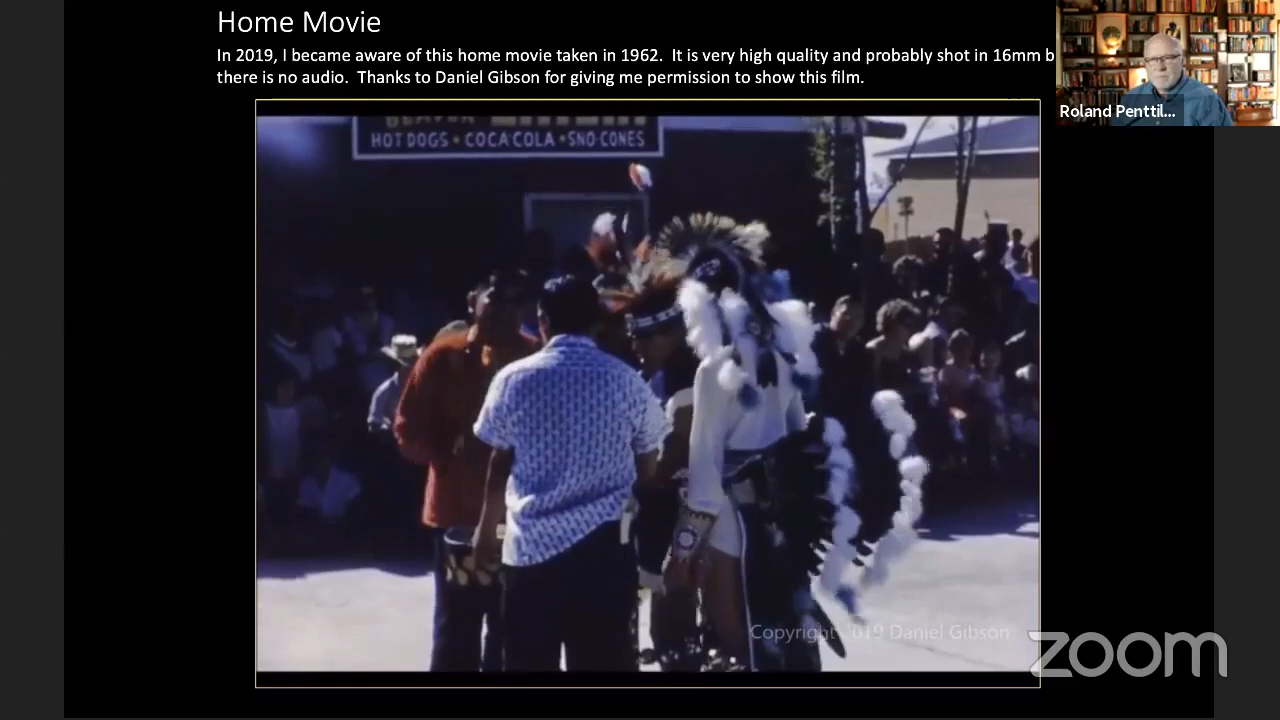 Home Movie
In 2019, I became aware of this home movie taken in 1962.  It is very high quality and probably shot in 16mm b
there is no audio.  Thanks to Daniel Gibson for giving me permission to show this film.
Roland Penttil...
BEAVER
HOT DOGS • COCA COLA • SNO-CONES
Copyright 2019 Daniel Gibson
zoom